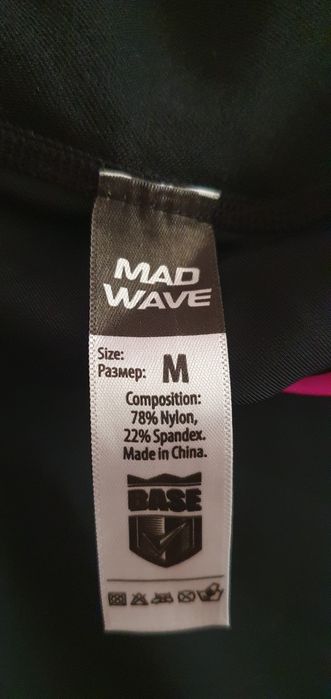 MAD
WAVE
Size:
Размер: M
Composition:
78% Nylon,
22% Spandex.
Made in China.
BASE